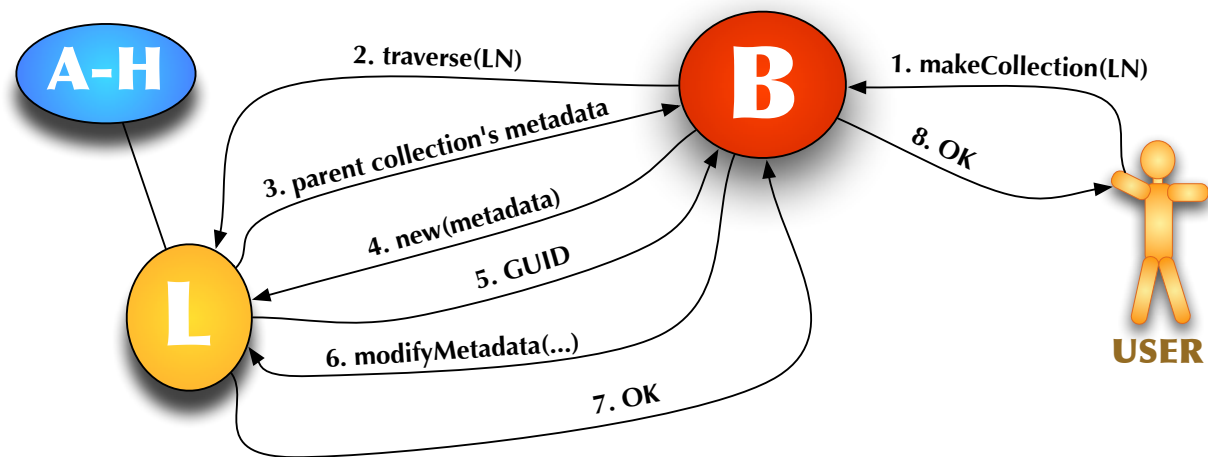 A-H
B
L
1. makeCollection(LN)
2. traverse(LN)
3. parent collection's metadata
4. new(metadata)
5. GUID
6. modifyMetadata(...)
7. OK
8. OK
USER